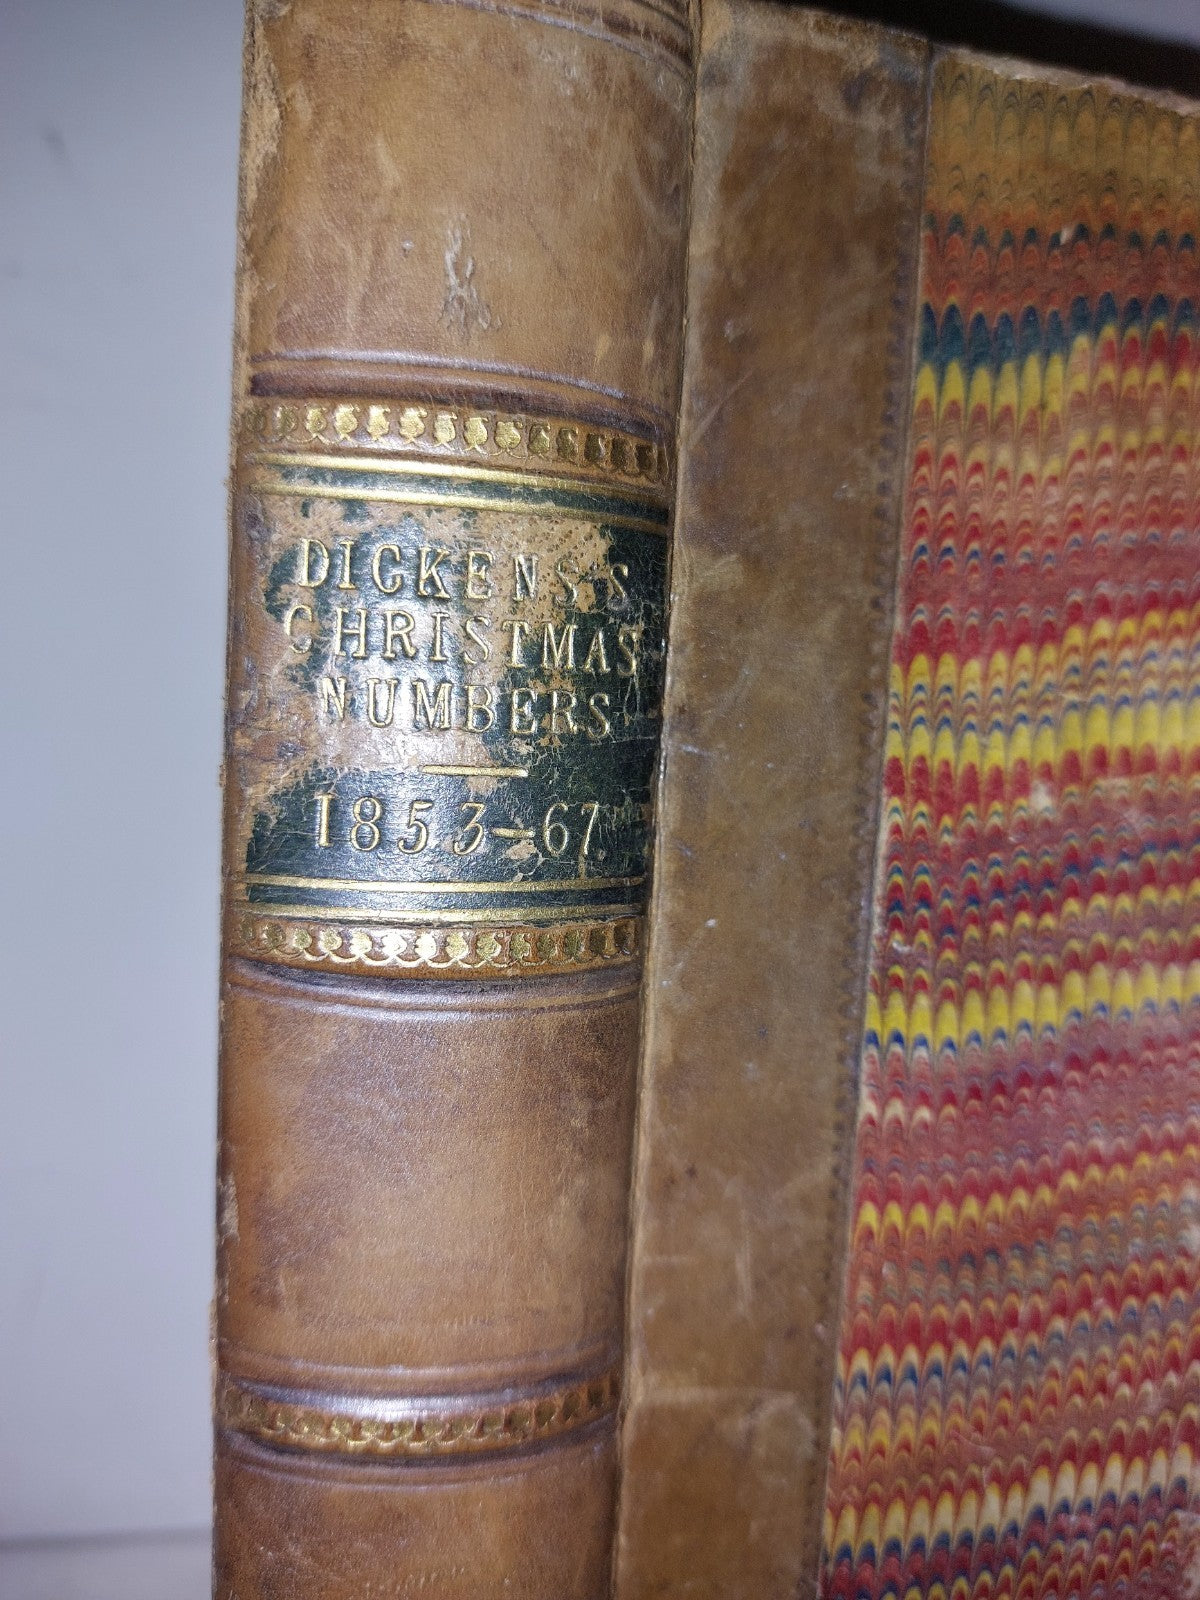 DICKENS'S
CHRISTMAS
NUMBERS
1853–67.